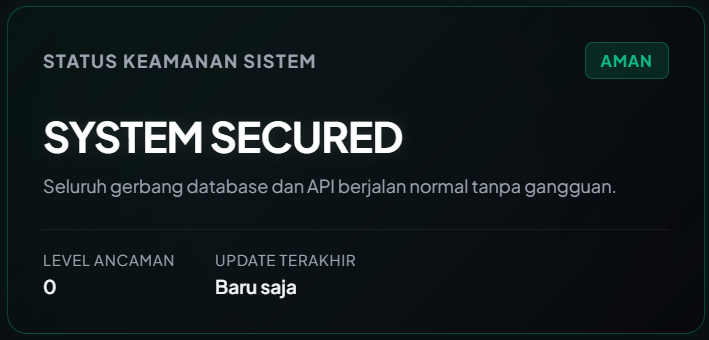 STATUS KEAMANAN SISTEM
AMAN
SYSTEM SECURED
Seluruh gerbang database dan API berjalan normal tanpa gangguan.
LEVEL ANCAMAN
UPDATE TERAKHIR
0
Baru saja